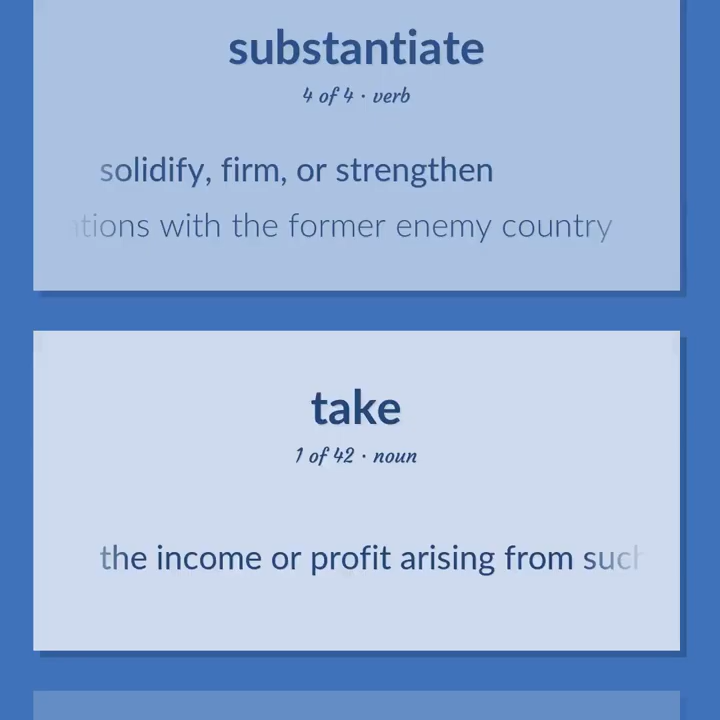 substantiate
4 of 4 · verb
solidify, firm, or strengthen
with the former enemy country
take
1 of 42 · noun
the income or profit arising from such